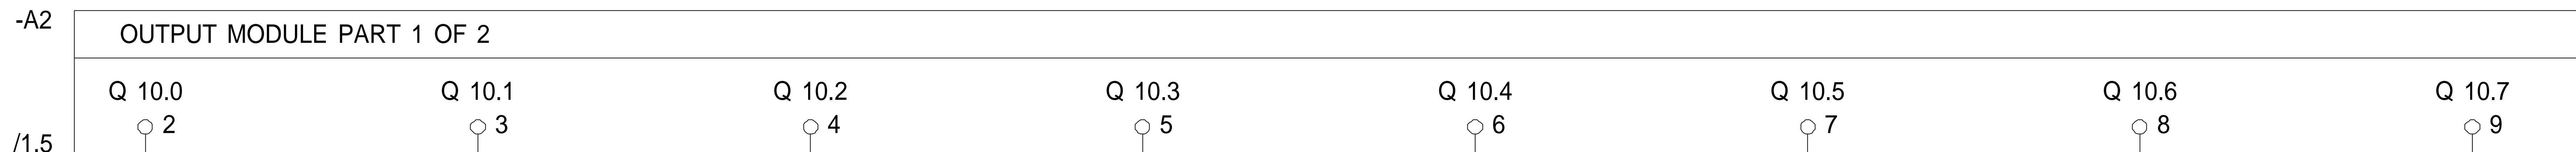 -A2
OUTPUT MODULE PART 1 OF 2
Q 10.0 Q 10.1 Q 10.2 Q 10.3 Q 10.4 Q 10.5 Q 10.6 Q 10.7
2 3 4 5 6 7 8 9
/1.5